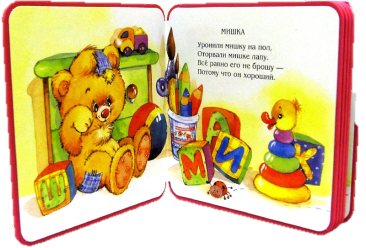 МИШКА
Уронили мишку на пол,
Оторвали мишке лапу.
Всё равно его не брошу —
Потому что он хороший.
Ш
М
А
И